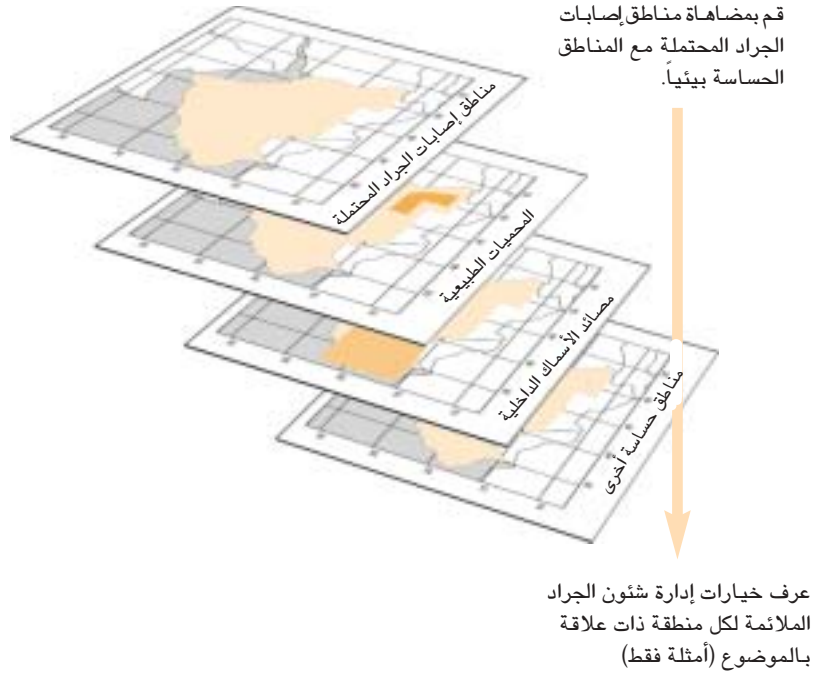 قم بمضاهاة مناطق إصابات
الجراد المحتملة مع المناطق
الحساسة بيئياً.
مناطق إصابات الجراد المحتملة
المحميات الطبيعية
مصائد الأسماك الداخلية
مناطق حساسة أخرى
عرف خيارات إدارة شئون الجراد
الملائمة لكل منطقة ذات علاقة
بالموضوع (أمثلة فقط)